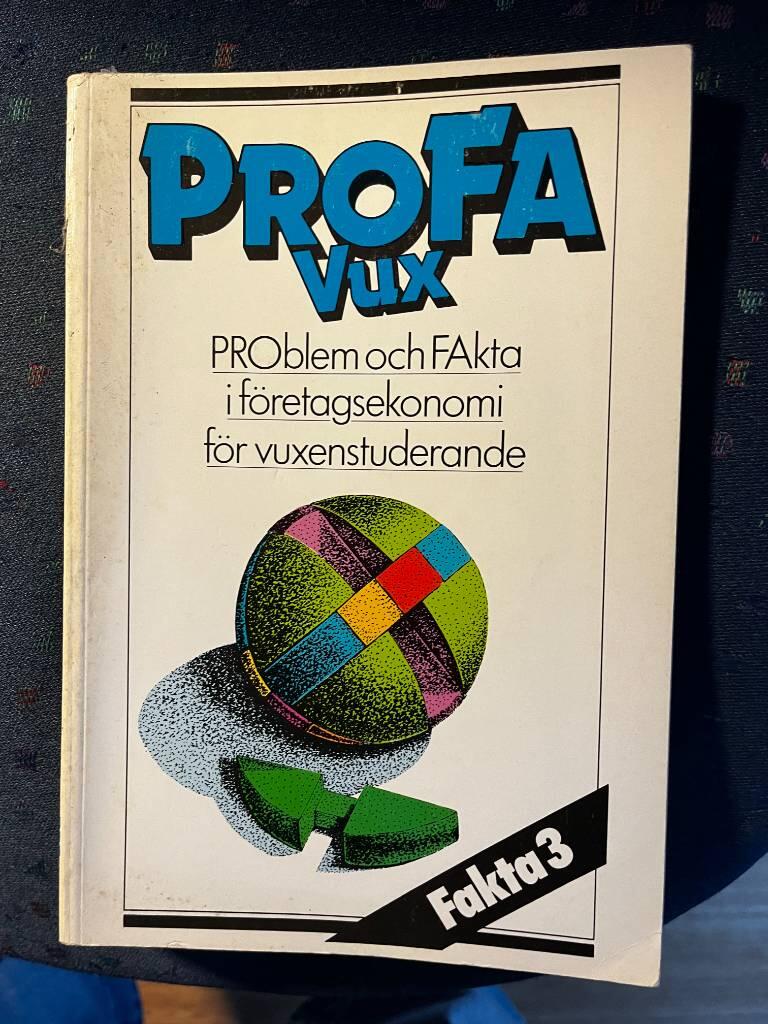 PROFA
Vux
PROblem och FAkta
i företagsekonomi
för vuxenstuderande
Fakta 3